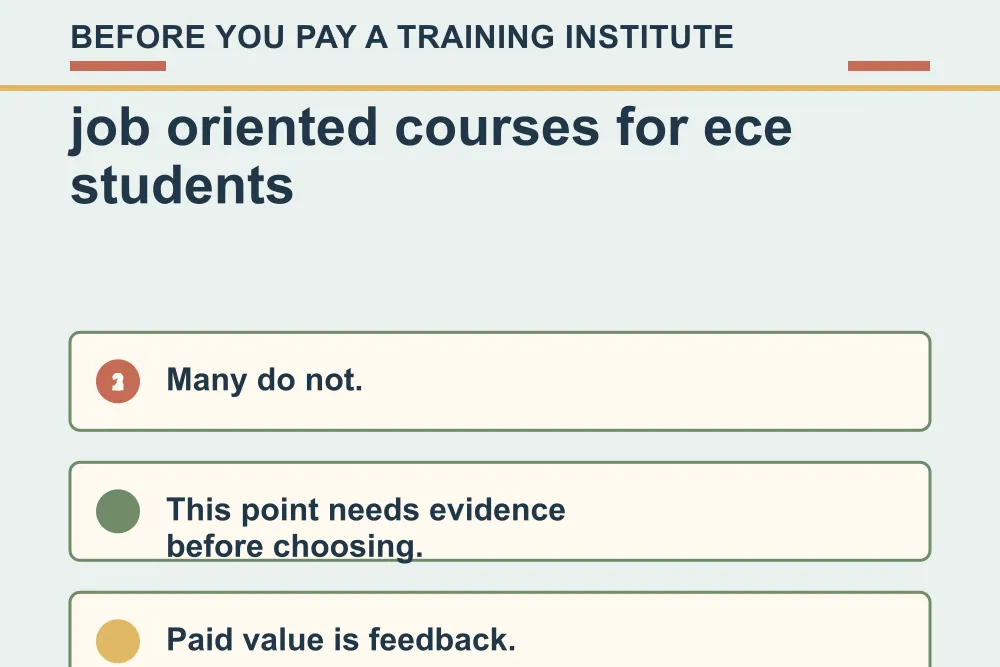 BEFORE YOU PAY A TRAINING INSTITUTE
job oriented courses for ece
students
Many do not.
This point needs evidence
before choosing.
Paid value is feedback.